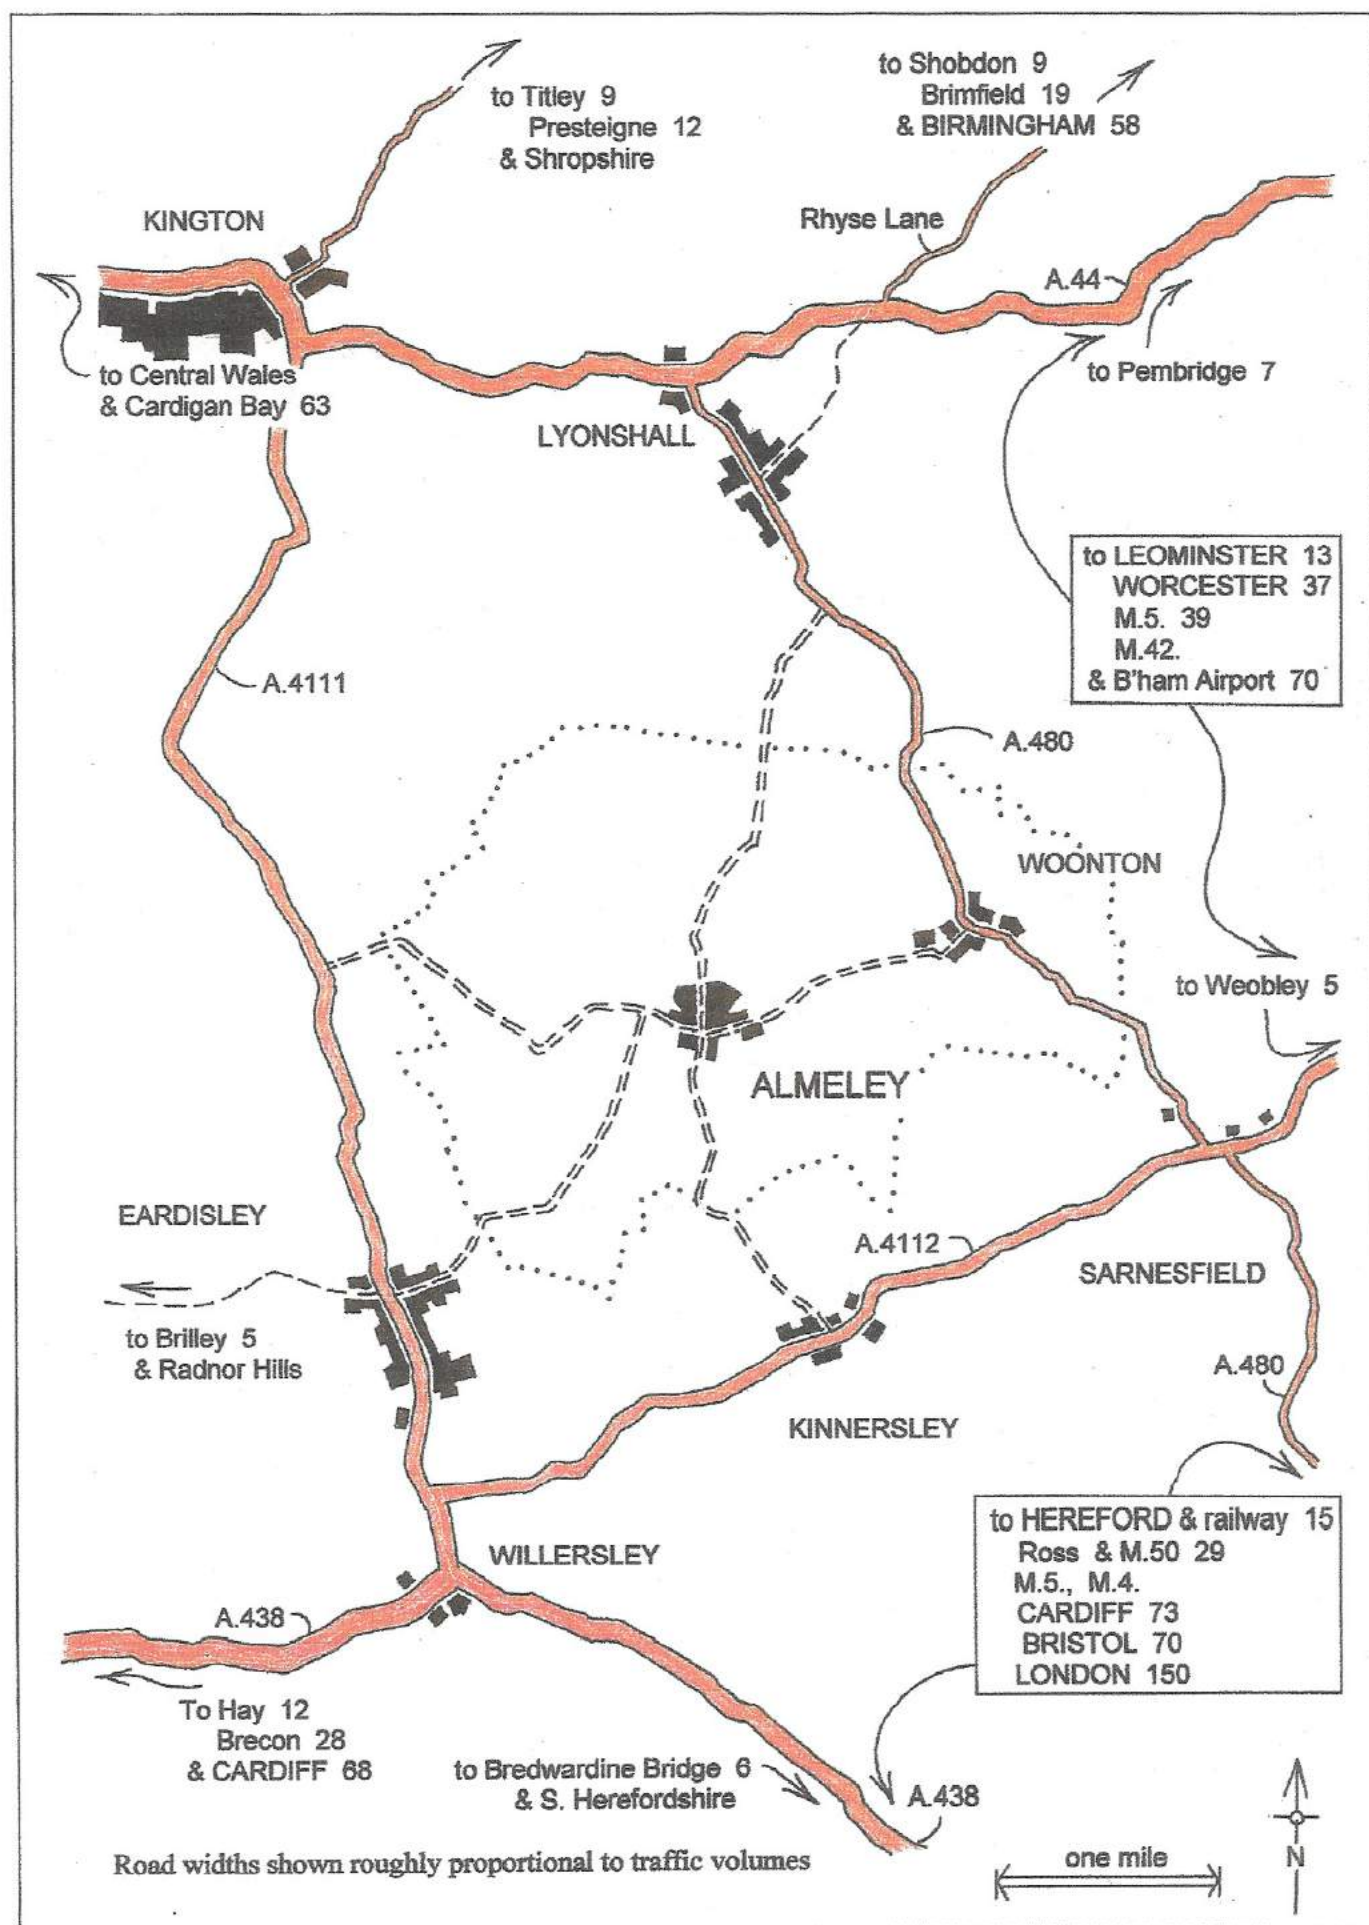 to Titley 9
Presteigne 12
& Shropshire
to Shobdon 9
Brimfield 19
& BIRMINGHAM 58
KINGTON
Rhyse Lane
A.44
to Central Wales
& Cardigan Bay 63
to Pembridge 7
LYONSHALL
to LEOMINSTER 13
WORCESTER 37
M.5. 39
M.42.
& B'ham Airport 70
A.4111
A.480
WOONTON
to Weobley 5
ALMELEY
EARDISLEY
A.4112
SARNESFIELD
to Brilley 5
& Radnor Hills
A.480
KINNERSLEY
to HEREFORD & railway 15
Ross & M.50 29
M.5., M.4.
CARDIFF 73
BRISTOL 70
LONDON 150
WILLERSLEY
A.438
To Hay 12
Brecon 28
& CARDIFF 68
to Bredwardine Bridge 6
& S. Herefordshire
A.438
Road widths shown roughly proportional to traffic volumes
one mile
N